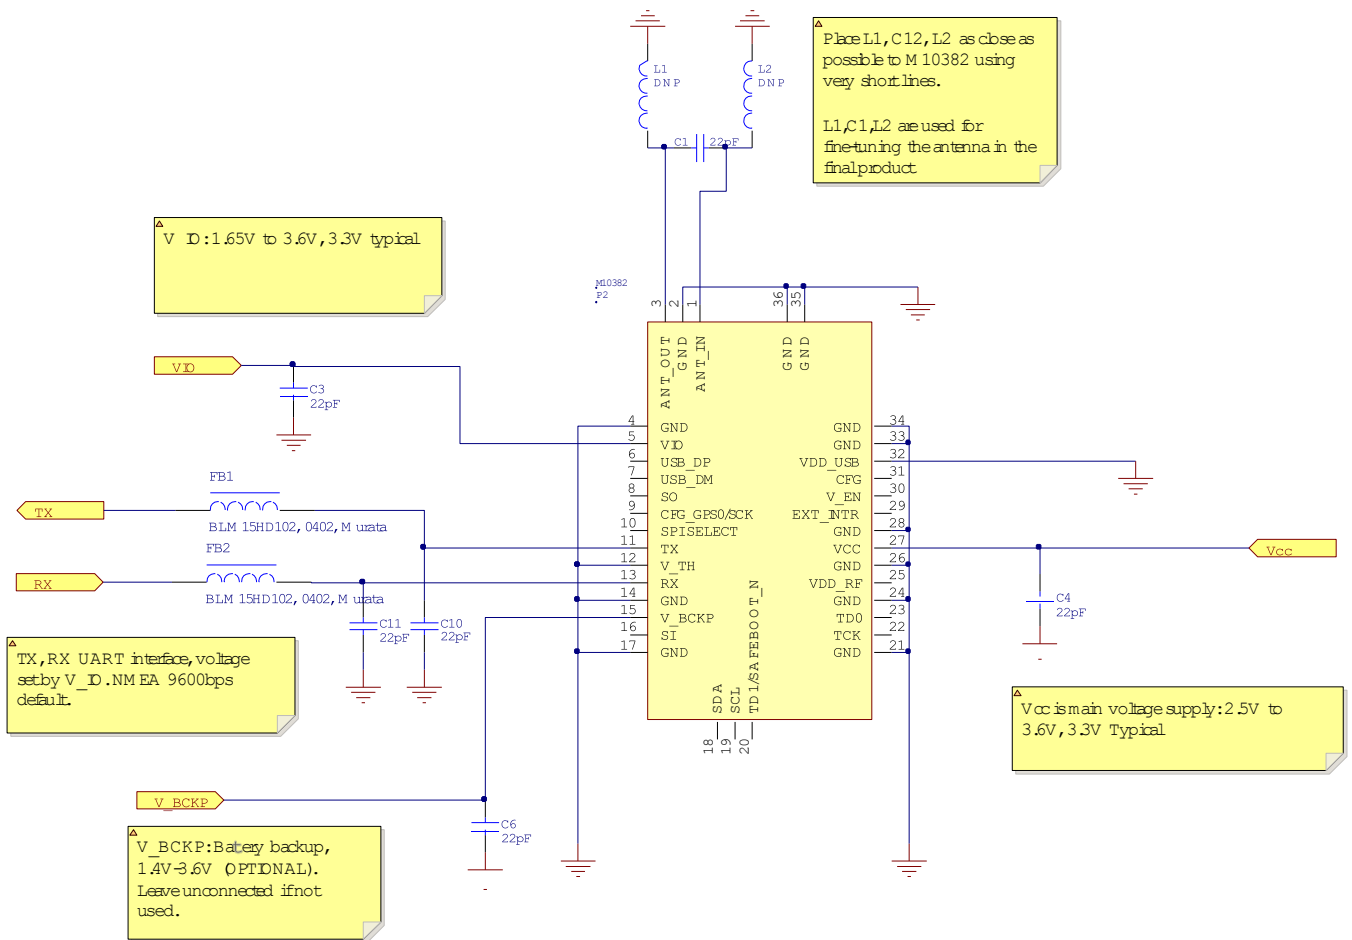 L1
DNP
L2
DNP
C1
22pF
Place L1, C12, L2 as close as
possible to M10382 using
very short lines.
L1,C1,L2 are used for
fine-tuning the antenna in the
final product
V IO: 1.65V to 3.6V, 3.3V typical
M10382
P2
3
2
1
36
35
ANT_OUT
GND
ANT_IN
GND
GND
VIO
C3
22pF
4
GND
5
VIO
6
USB_DP
7
USB_DM
8
SO
9
CFG_GPS0/SCK
10
SPISELECT
11
TX
12
V_TH
13
RX
14
GND
15
V_BCKP
16
SI
17
GND
34
GND
33
GND
32
VDD_USB
31
CFG
30
V_EN
29
EXT_INTR
28
GND
27
VCC
26
GND
25
VDD_RF
24
GND
23
TD0
22
TCK
21
GND
SDA
SCL
TD1/SAFEBOOT_N
18
19
20
FB1
TX
BLM15HD102, 0402, Murata
FB2
RX
BLM15HD102, 0402, Murata
C11
22pF
C10
22pF
Vcc
C4
22pF
TX,RX UART interface, voltage
set by V_IO. NMEA 9600bps
default.
Vcc is main voltage supply: 2.5V to
3.6V, 3.3V Typical
V_BCKP
C6
22pF
V_BCKP: Battery backup,
1.4V-3.6V (OPTIONAL).
Leave unconnected if not
used.